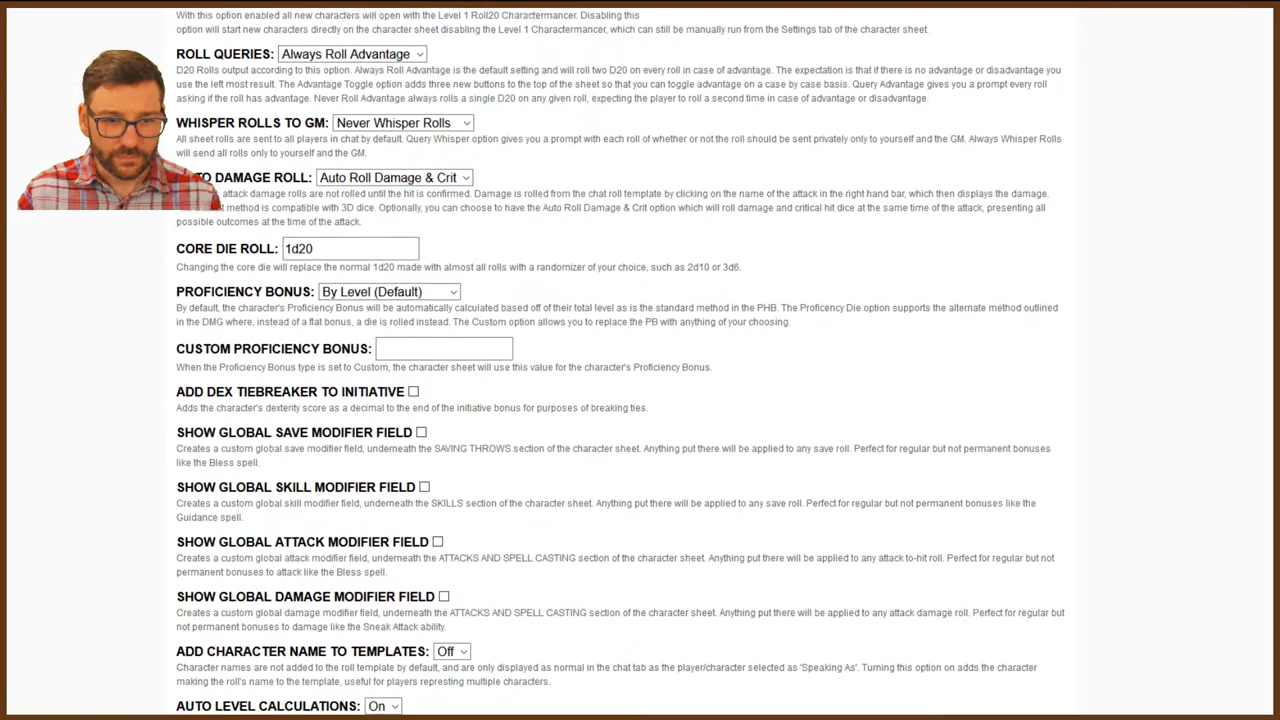 With this option enabled all new characters will open with the Level 1 Roll20 Charactermancer. Disabling this
option will start new characters directly on the character sheet disabling the Level 1 Charactermancer, which can still be manually run from the Settings tab of the character sheet.
ROLL QUERIES: Always Roll Advantage
D20 Rolls output according to this option. Always Roll Advantage is the default setting and will roll two D20 on every roll in case of advantage. The expectation is that if there is no advantage or disadvantage you
use the left most result. The Advantage Toggle option adds three new buttons to the top of the sheet so that you can toggle advantage on a case by case basis. Query Advantage gives you a prompt every roll
asking if the roll has advantage. Never Roll Advantage always rolls a single D20 on any given roll, expecting the player to roll a second time in case of advantage or disadvantage.
WHISPER ROLLS TO GM: Never Whisper Rolls
All sheet rolls are sent to all players in chat by default. Query Whisper option gives you a prompt with each roll of whether or not the roll should be sent privately only to yourself and the GM. Always Whisper Rolls
will send all rolls only to yourself and the GM.
TO DAMAGE ROLL: Auto Roll Damage & Crit
attack damage rolls are not rolled until the hit is confirmed. Damage is rolled from the chat roll template by clicking on the name of the attack in the right hand bar, which then displays the damage.
method is compatible with 3D dice. Optionally, you can choose to have the Auto Roll Damage & Crit option which will roll damage and critical hit dice at the same time of the attack, presenting all
possible outcomes at the time of the attack.
CORE DIE ROLL: 1d20
Changing the core die will replace the normal 1d20 made with almost all rolls with a randomizer of your choice, such as 2d10 or 3d6.
PROFICIENCY BONUS: By Level (Default)
By default, the character's Proficiency Bonus will be automatically calculated based off of their total level as is the standard method in the PHB. The Proficiency Die option supports the alternate method outlined
in the DMG where, instead of a flat bonus, a die is rolled instead. The Custom option allows you to replace the PB with anything of your choosing.
CUSTOM PROFICIENCY BONUS:
When the Proficiency Bonus type is set to Custom, the character sheet will use this value for the character's Proficiency Bonus.
ADD DEX TIEBREAKER TO INITIATIVE
Adds the character's dexterity score as a decimal to the end of the initiative bonus for purposes of breaking ties.
SHOW GLOBAL SAVE MODIFIER FIELD
Creates a custom global save modifier field, underneath the SAVING THROWS section of the character sheet. Anything put there will be applied to any save roll. Perfect for regular but not permanent bonuses
like the Bless spell.
SHOW GLOBAL SKILL MODIFIER FIELD
Creates a custom global skill modifier field, underneath the SKILLS section of the character sheet. Anything put there will be applied to any save roll. Perfect for regular but not permanent bonuses like the
Guidance spell.
SHOW GLOBAL ATTACK MODIFIER FIELD
Creates a custom global attack modifier field, underneath the ATTACKS AND SPELL CASTING section of the character sheet. Anything put there will be applied to any attack to-hit roll. Perfect for regular but not
permanent bonuses to attack like the Bless spell.
SHOW GLOBAL DAMAGE MODIFIER FIELD
Creates a custom global damage modifier field, underneath the ATTACKS AND SPELL CASTING section of the character sheet. Anything put there will be applied to any attack damage roll. Perfect for regular but
not permanent bonuses to damage like the Sneak Attack ability.
ADD CHARACTER NAME TO TEMPLATES: Off
Character names are not added to the roll template by default, and are only displayed as normal in the chat tab as the player/character selected as 'Speaking As'. Turning this option on adds the character
making the roll's name to the template, useful for players represting multiple characters.
AUTO LEVEL CALCULATIONS: On